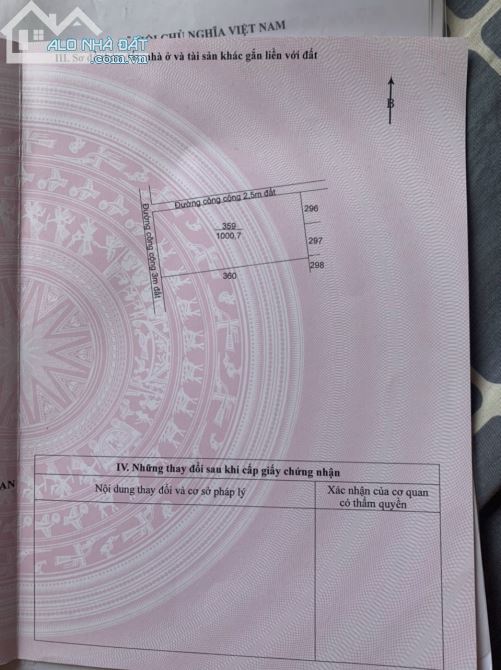 HỘI CHỦ NGHĨA VIỆT NAM
ALO NHÀ ĐẤT
.com.vn
III. Sơ nhà ở và tài sản khác gắn liền với đất
B
Đường công cộng 2.5m đất
Đường công cộng 3m đất
359
1000.7
296
297
298
360
AN
IV. Những thay đổi sau khi cấp giấy chứng nhận
Nội dung thay đổi và cơ sở pháp lý
Xác nhận của cơ quan
có thẩm quyền